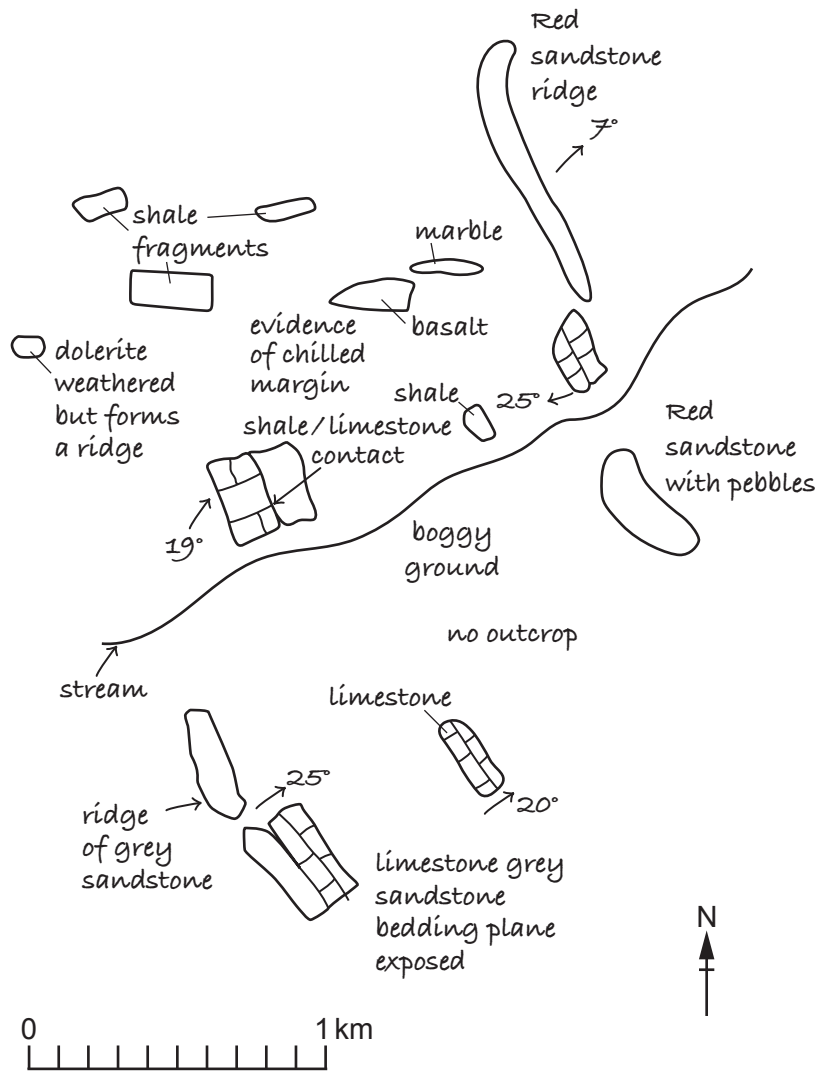 Red
sandstone
ridge
7°
shale
fragments
marble
basalt
evidence
of chilled
margin
dolerite
weathered
but forms
a ridge
shale
25°
shale/limestone
contact
Red
sandstone
with pebbles
19°
boggy
ground
no outcrop
stream
limestone
25°
20°
ridge
of grey
sandstone
limestone grey
sandstone
bedding plane
exposed
N
0
1 km